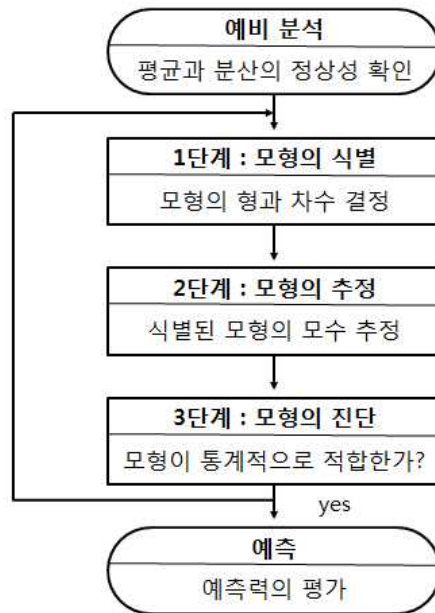 예비 분석
평균과 분산의 정상성 확인
1단계 : 모형의 식별
모형의 형과 차수 결정
2단계 : 모형의 추정
식별된 모형의 모수 추정
3단계 : 모형의 진단
모형이 통계적으로 적합한가?
yes
예측
예측력의 평가